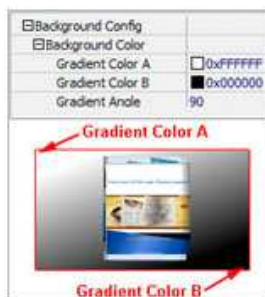 Background Config
Background Color
Gradient Color A 0xFFFFFF
Gradient Color B 0x000000
Gradient Angle 90
Gradient Color A
Gradient Color B